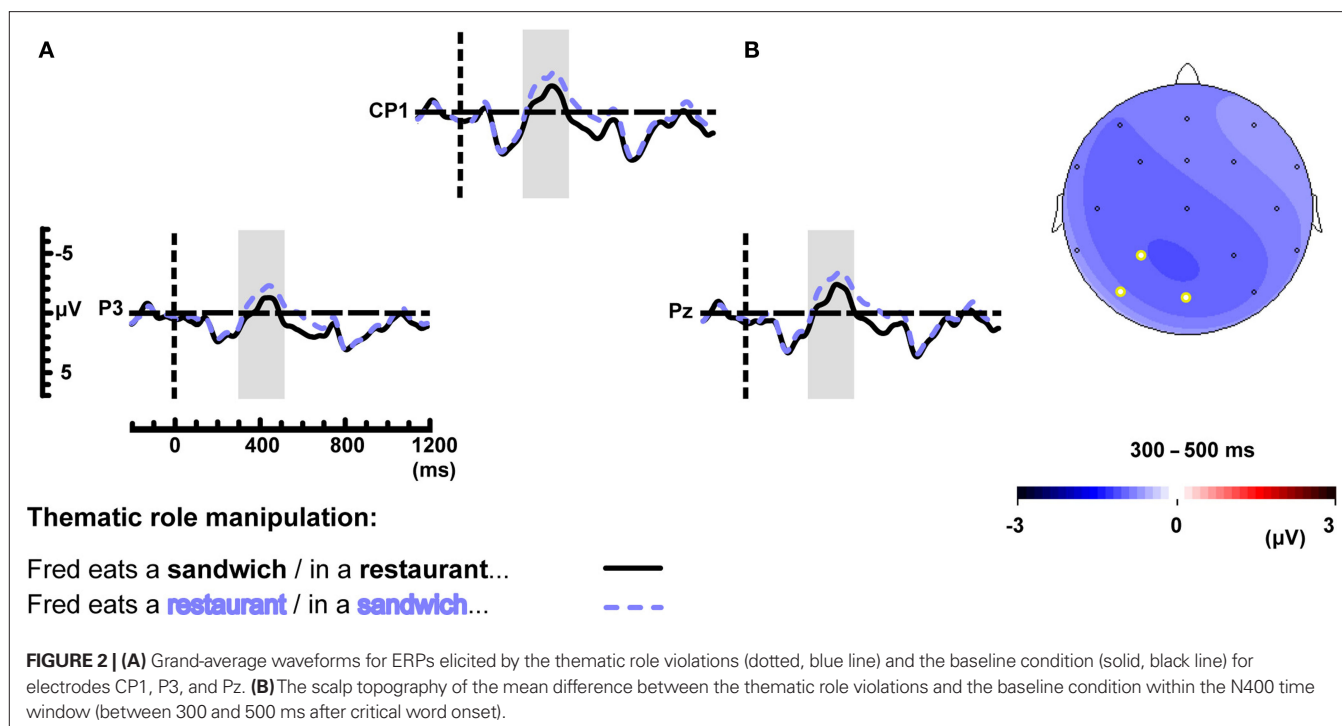 A
B
CP1
-5
µV
P3
5
Pz
0 400 800 1200
(ms)
300 – 500 ms
-3 0 3
(µV)
Thematic role manipulation:
Fred eats a sandwich / in a restaurant...
Fred eats a restaurant / in a sandwich...
FIGURE 2 | (A) Grand-average waveforms for ERPs elicited by the thematic role violations (dotted, blue line) and the baseline condition (solid, black line) for
electrodes CP1, P3, and Pz. (B) The scalp topography of the mean difference between the thematic role violations and the baseline condition within the N400 time
window (between 300 and 500 ms after critical word onset).